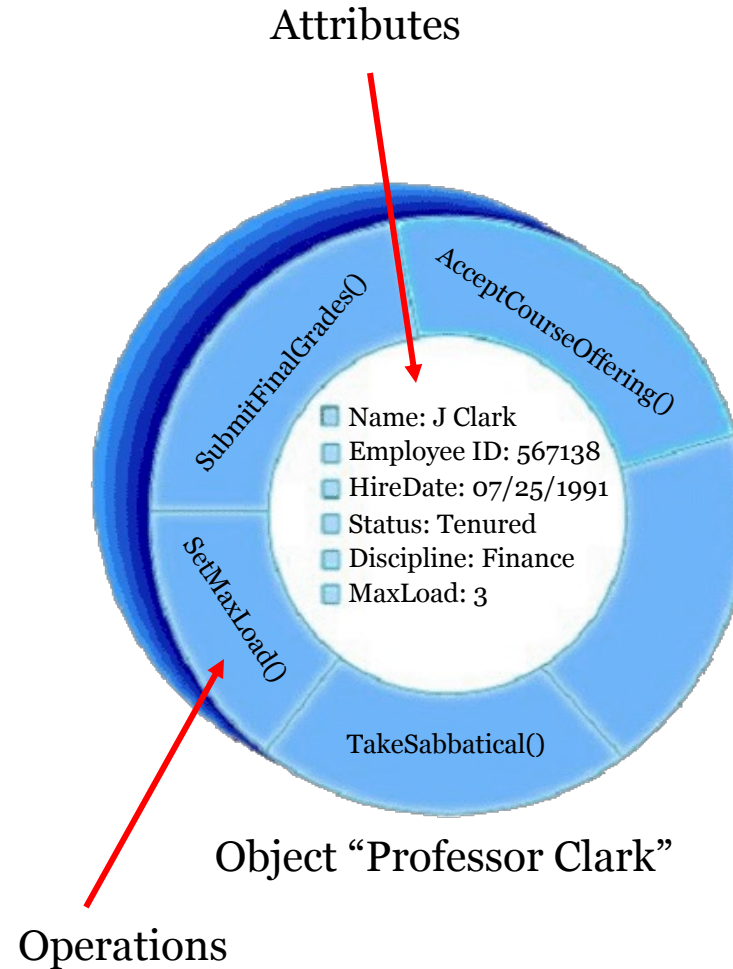 Attributes
SubmitFinalGrades()
AcceptCourseOffering()
Name: J Clark
Employee ID: 567138
HireDate: 07/25/1991
Status: Tenured
Discipline: Finance
MaxLoad: 3
SetMaxLoad()
TakeSabbatical()
Object “Professor Clark”
Operations